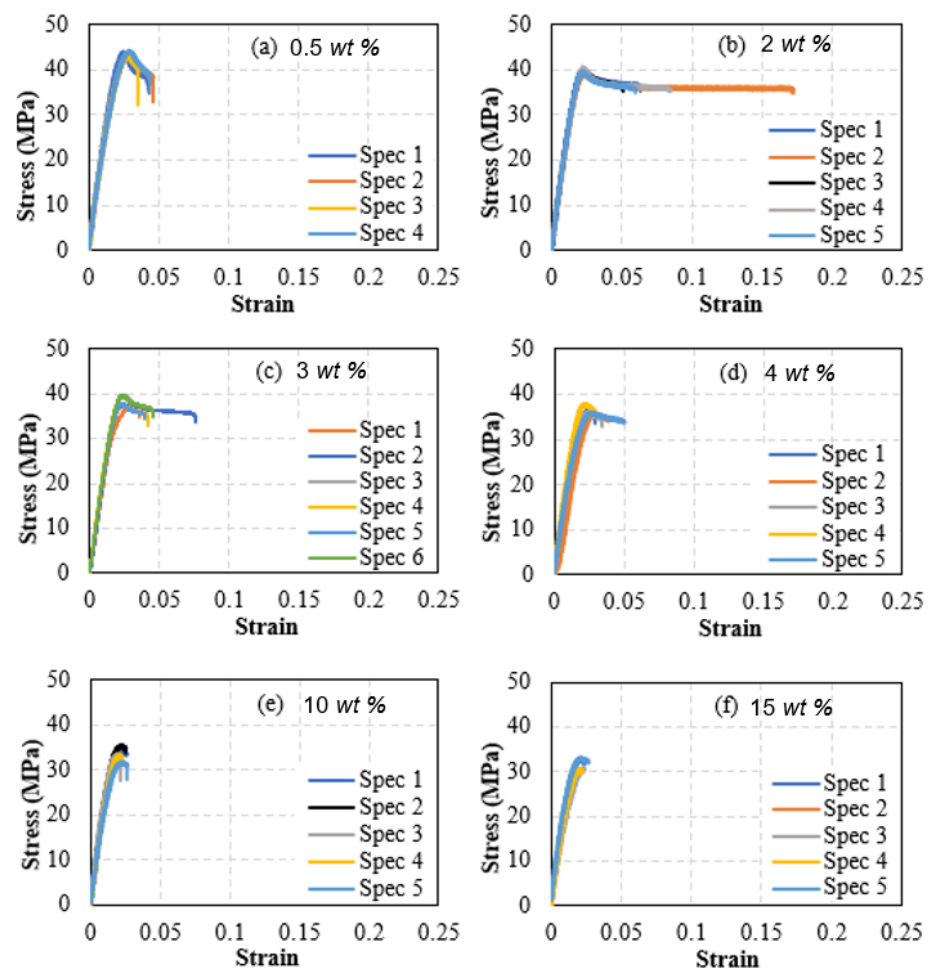 (a) 0.5 wt %
Stress (MPa)
50
40
30
20
10
0
Spec 1
Spec 2
Spec 3
Spec 4
0 0.05 0.1 0.15 0.2 0.25
Strain
(b) 2 wt %
Stress (MPa)
50
40
30
20
10
0
Spec 1
Spec 2
Spec 3
Spec 4
Spec 5
0 0.05 0.1 0.15 0.2 0.25
Strain
(c) 3 wt %
Stress (MPa)
50
40
30
20
10
0
Spec 1
Spec 2
Spec 3
Spec 4
Spec 5
Spec 6
0 0.05 0.1 0.15 0.2 0.25
Strain
(d) 4 wt %
Stress (MPa)
50
40
30
20
10
0
Spec 1
Spec 2
Spec 3
Spec 4
Spec 5
0 0.05 0.1 0.15 0.2 0.25
Strain
(e) 10 wt %
Stress (MPa)
50
40
30
20
10
0
Spec 1
Spec 2
Spec 3
Spec 4
Spec 5
0 0.05 0.1 0.15 0.2 0.25
Strain
(f) 15 wt %
Stress (MPa)
50
40
30
20
10
0
Spec 1
Spec 2
Spec 3
Spec 4
Spec 5
0 0.05 0.1 0.15 0.2 0.25
Strain